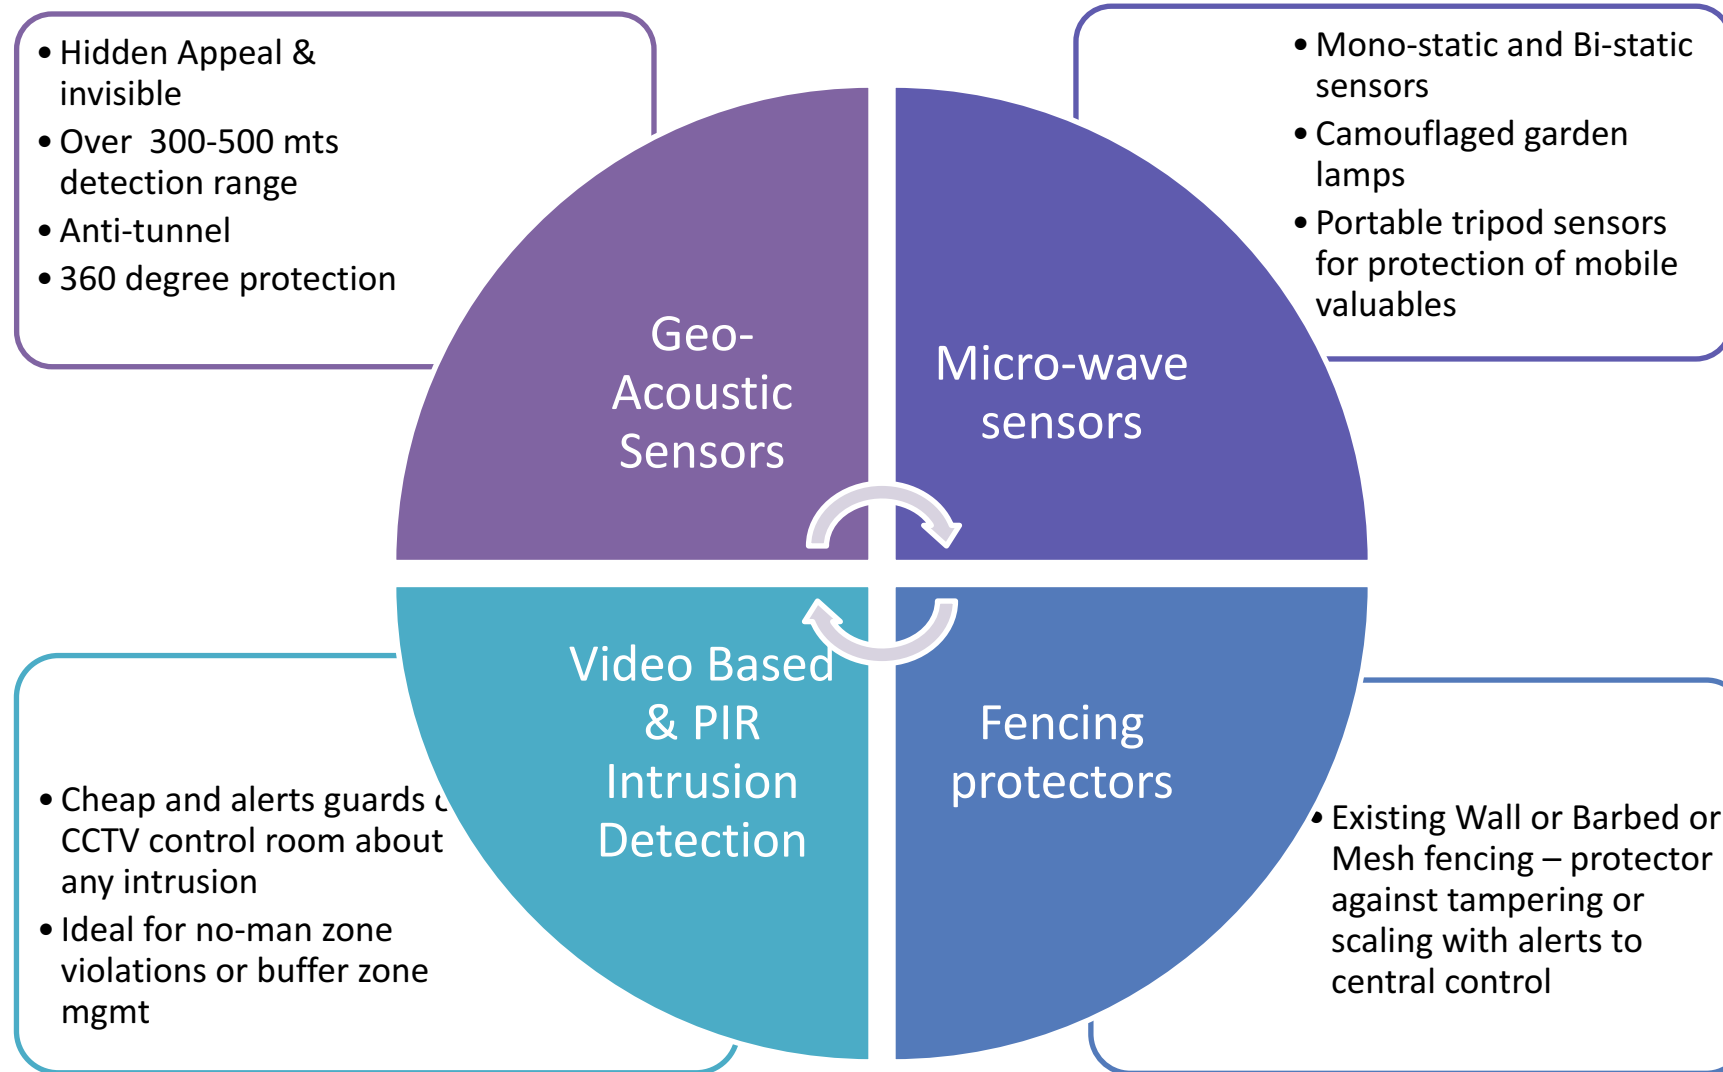 • Hidden Appeal &
invisible
• Over 300-500 mts
detection range
• Anti-tunnel
• 360 degree protection
• Mono-static and Bi-static
sensors
• Camouflaged garden
lamps
• Portable tripod sensors
for protection of mobile
valuables
Geo-
Acoustic
Sensors
Micro-wave
sensors
Video Based
& PIR
Intrusion
Detection
Fencing
protectors
• Cheap and alerts guards
CCTV control room about
any intrusion
• Ideal for no-man zone
violations or buffer zone
mgmt
• Existing Wall or Barbed or
Mesh fencing – protector
against tampering or
scaling with alerts to
central control